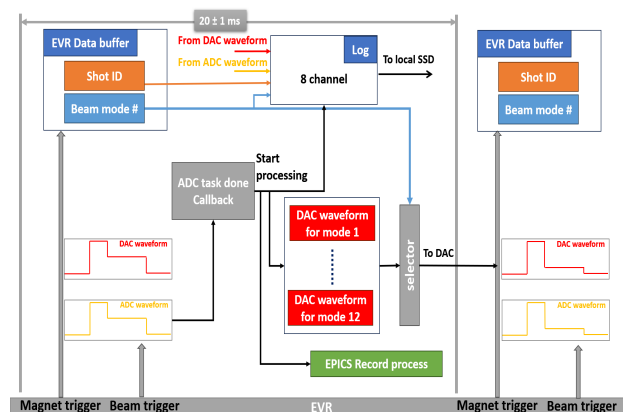 20 ± 1 ms
EVR Data buffer
Shot ID
Beam mode #
From DAC waveform
From ADC waveform
Log
8 channel
To local SSD
EVR Data buffer
Shot ID
Beam mode #
ADC task done
Callback
Start
processing
DAC waveform
for mode 1
DAC waveform
for mode 12
selector
To DAC
DAC waveform
ADC waveform
DAC waveform
ADC waveform
EPICS Record process
Magnet trigger
Beam trigger
EVR
Magnet trigger
Beam trigger